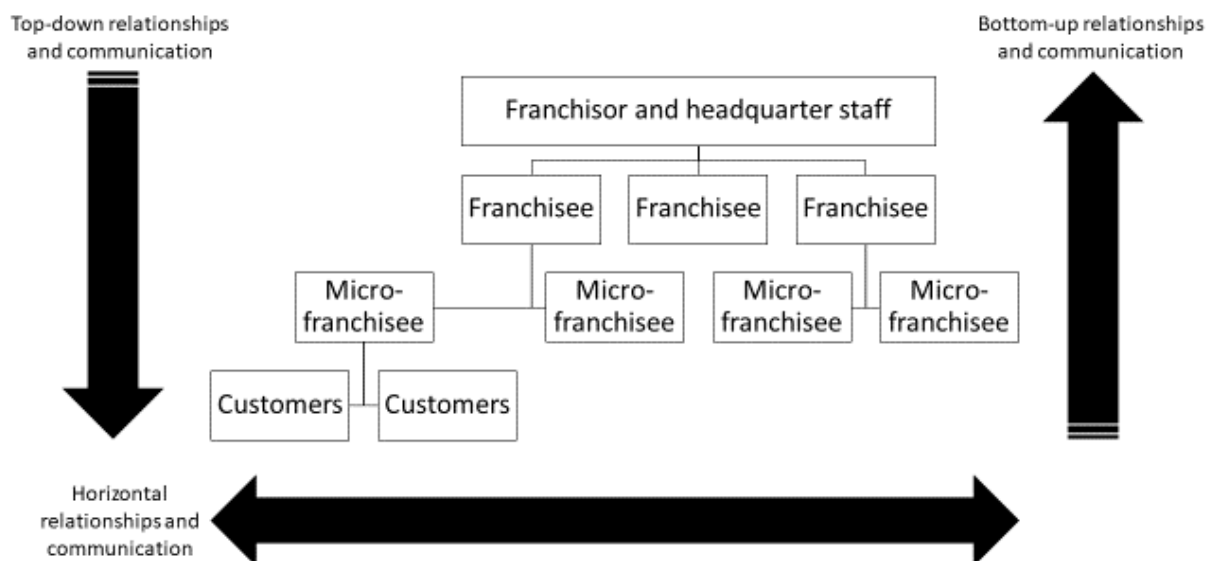 Top-down relationships
and communication
Bottom-up relationships
and communication
Franchisor and headquarter staff
Franchisee
Franchisee
Franchisee
Micro-
franchisee
Micro-
franchisee
Micro-
franchisee
Micro-
franchisee
Customers
Customers
Horizontal
relationships and
communication